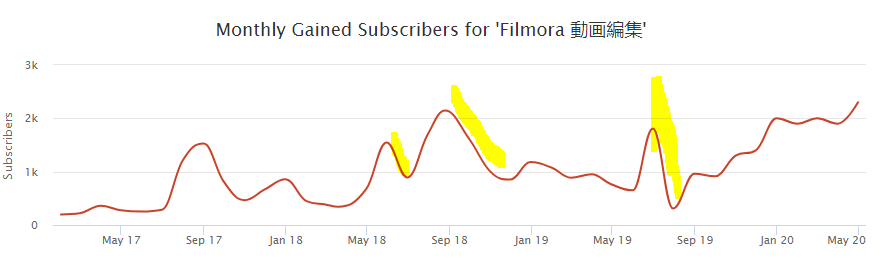 Monthly Gained Subscribers for 'Filmora 動画編集'
3k
2k
1k
0
Subscribers
May 17
Sep 17
Jan 18
May 18
Sep 18
Jan 19
May 19
Sep 19
Jan 20
May 20